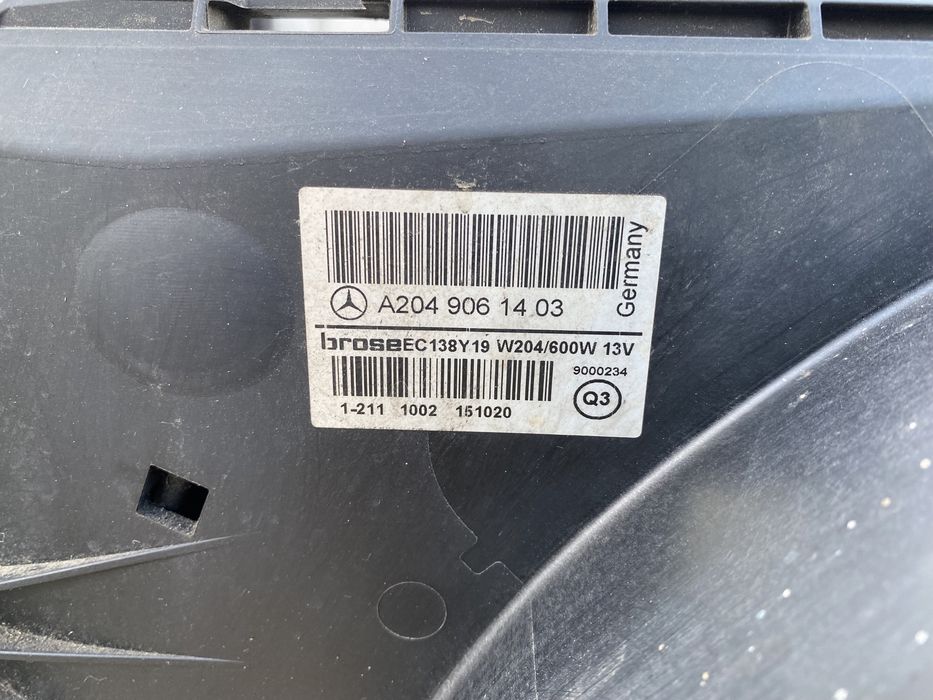 A204 906 14 03
Germany
broseEC138Y19 W204/600W 13V
9000234
Q3
1-211 1002 151020